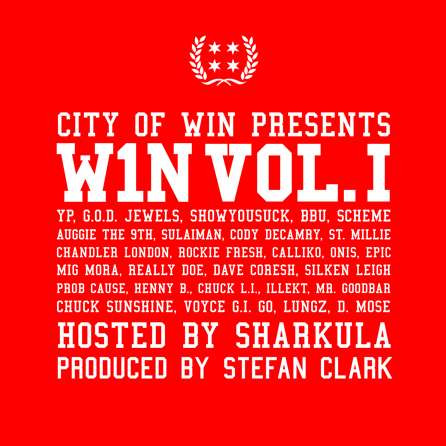 CITY OF WIN PRESENTS
W1N VOL. I
YP, G.O.D. JEWELS, SHOWYOUSUCK, BBU, SCHEME
AUGGIE THE 9TH, SULAIMAN, CODY DECAMRY, ST. MILLIE
CHANDLER LONDON, ROCKIE FRESH, CALLIKO, ONIS, EPIC
MIG MORA, REALLY DOE, DAVE CORESH, SILKEN LEIGH
PROB CAUSE, HENNY B., CHUCK L.I., ILLEKT, MR. GOODBAR
CHUCK SUNSHINE, VOYCE G.I. GO, LUNGZ, D. MOSE
HOSTED BY SHARKULA
PRODUCED BY STEFAN CLARK